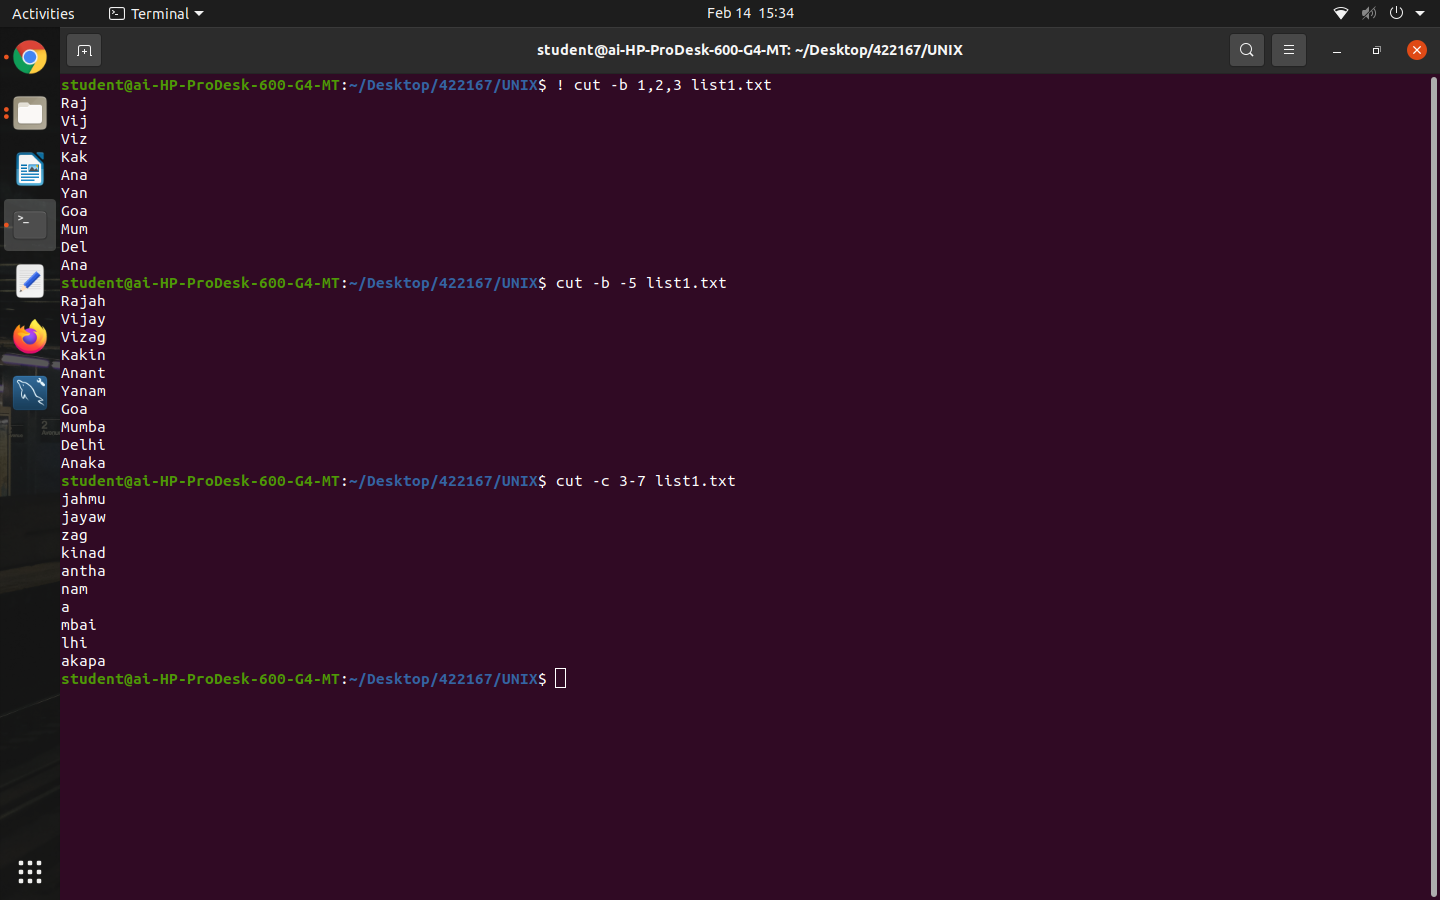 Activities Terminal Feb 14 15:34
student@ai-HP-ProDesk-600-G4-MT: ~/Desktop/422167/UNIX
student@ai-HP-ProDesk-600-G4-MT:~/Desktop/422167/UNIX$ ! cut -b 1,2,3 list1.txt
Raj
Vij
Viz
Kak
Ana
Yan
Goa
Mum
Del
Ana
student@ai-HP-ProDesk-600-G4-MT:~/Desktop/422167/UNIX$ cut -b -5 list1.txt
Rajah
Vijay
Vizag
Kakin
Anant
Yanam
Goa
Mumba
Delhi
Anaka
student@ai-HP-ProDesk-600-G4-MT:~/Desktop/422167/UNIX$ cut -c 3-7 list1.txt
jahmu
jayaw
zag
kinad
antha
nam
a
mbai
lhi
akapa
student@ai-HP-ProDesk-600-G4-MT:~/Desktop/422167/UNIX$